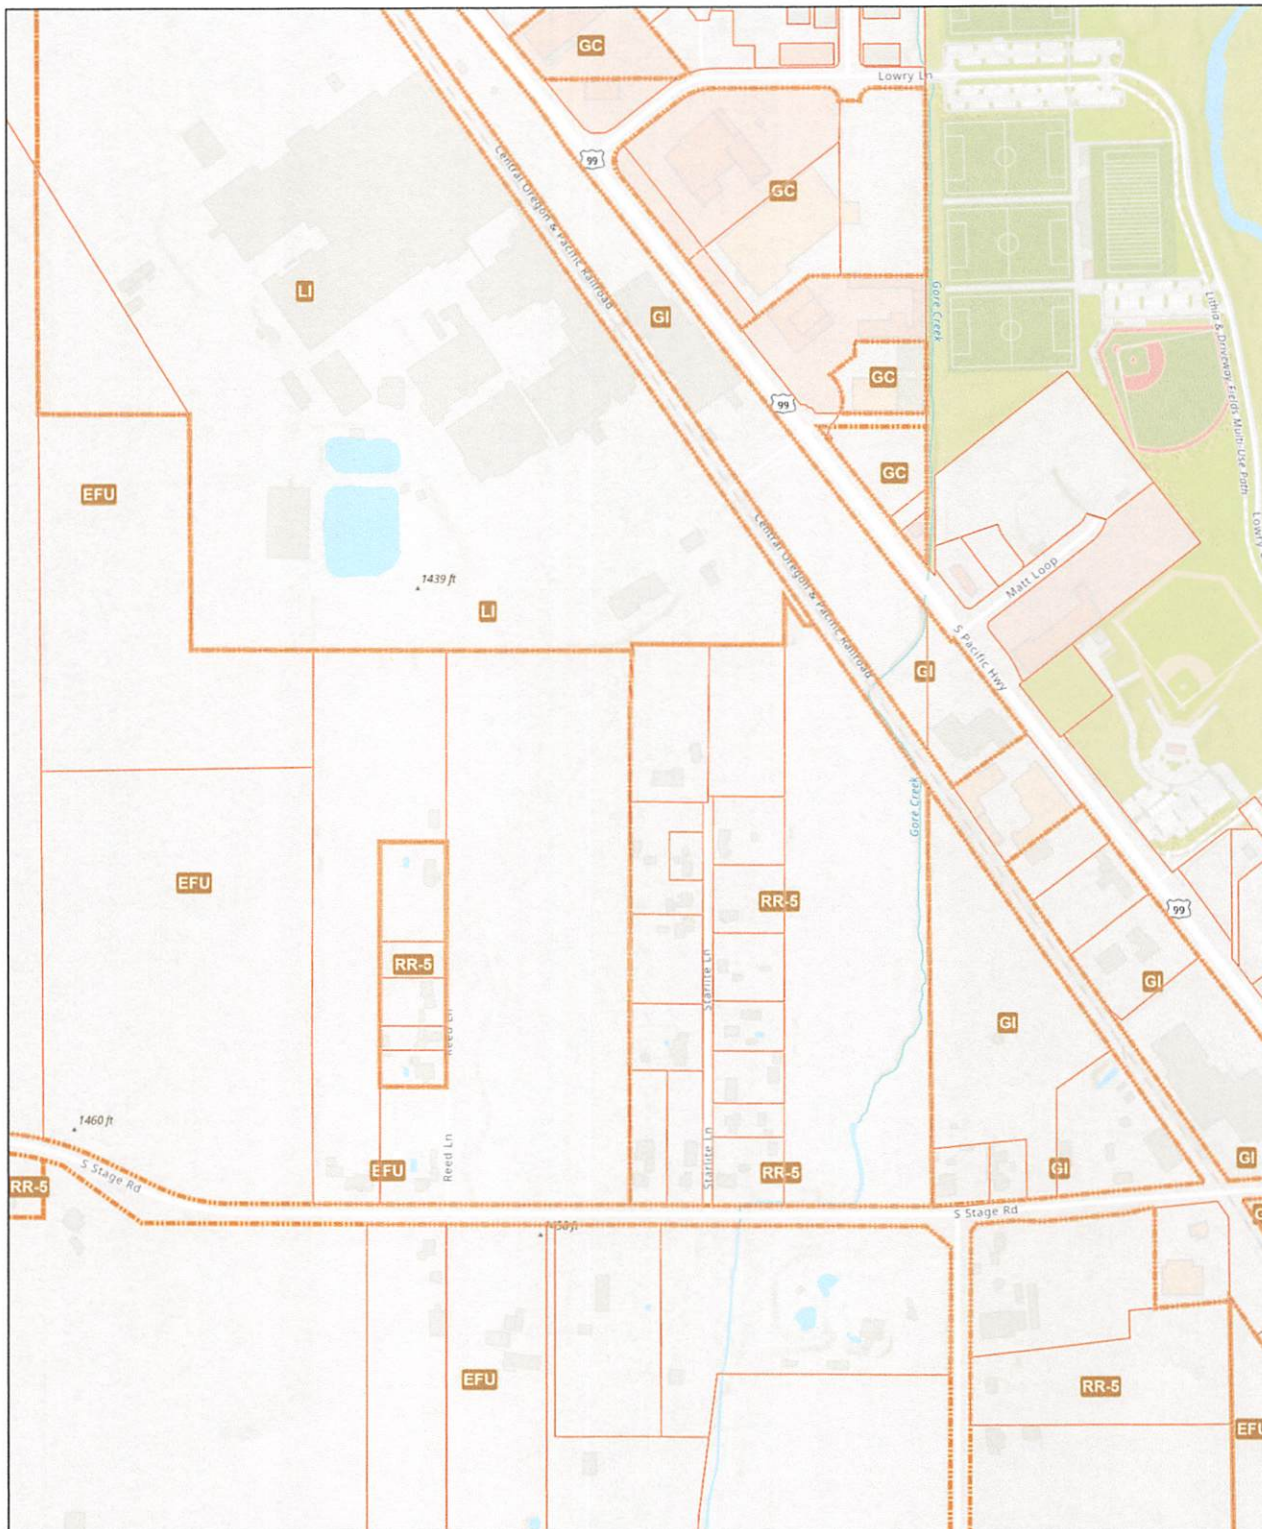 GC
Lowry Ln
99
Central Oregon & Pacific Railroad
GC
LI
GI
Gore Creek
Lithia & Driveway Fields Multi-Use Path
GC
99
EFU
GC
Lowry
Central Oregon & Pacific Railroad
1439 ft
Matt Loop
LI
S Pacific Hwy
GI
Gore Creek
EFU
RR-5
99
RR-5
Starlite Ln
GI
GI
Reed Ln
1460 ft
Reed Ln
Starlite Ln
GI
GI
EFU
RR-5
S Stage Rd
RR-5
S Stage Rd
EFU
RR-5
EFU